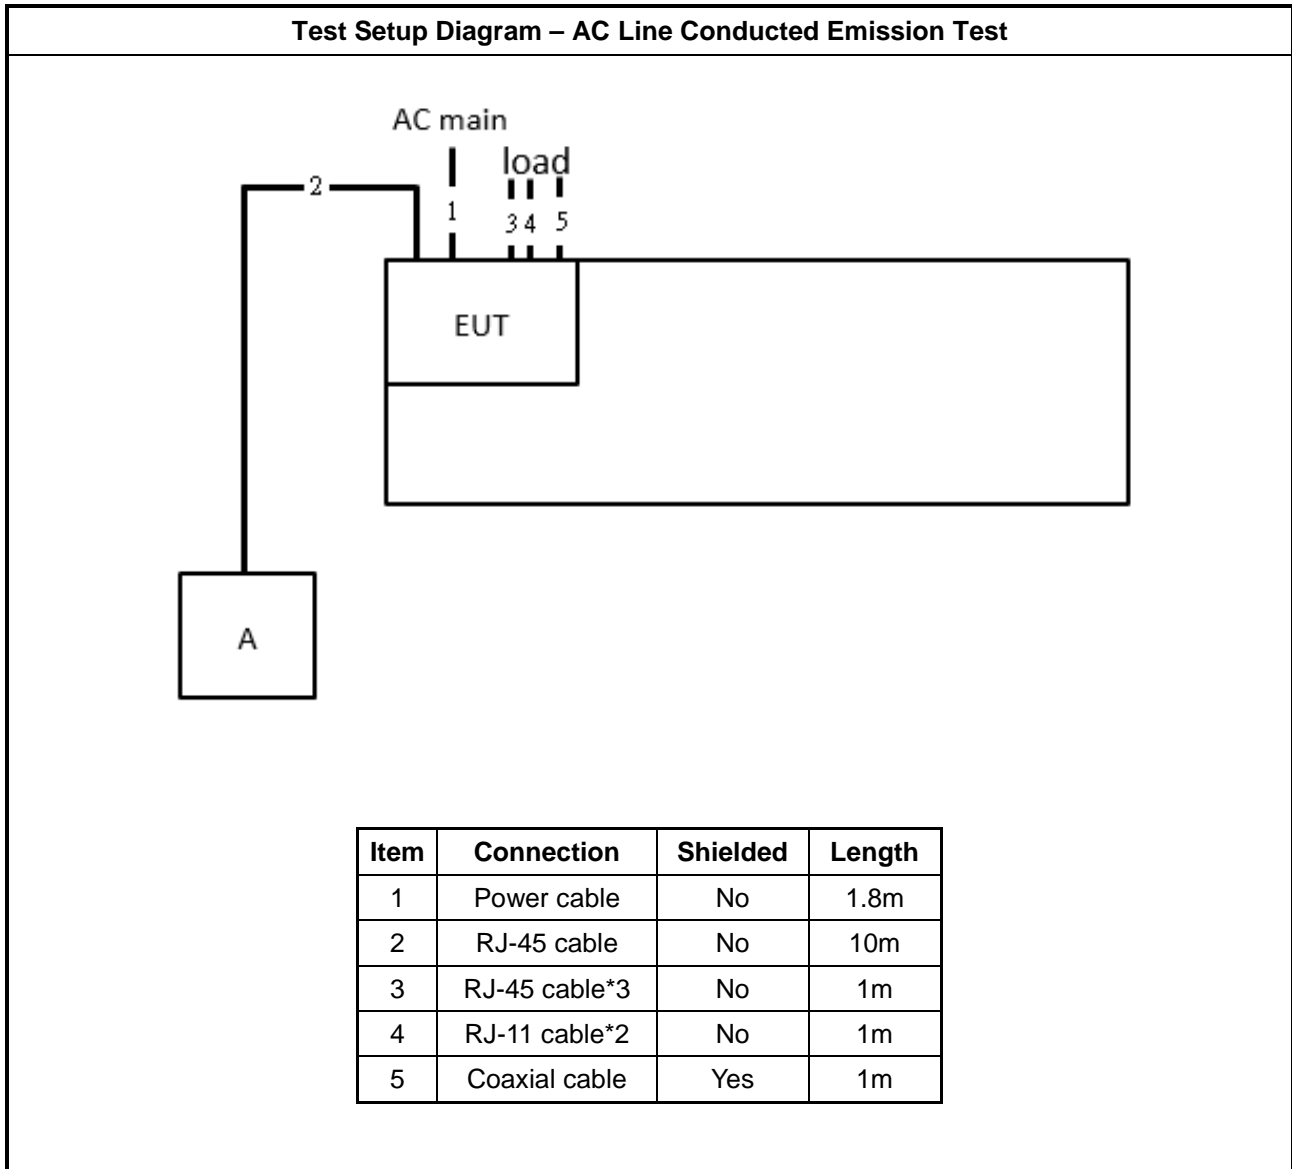 Test Setup Diagram – AC Line Conducted Emission Test
AC main
load
2
1
3 4 5
EUT
A
Item Connection Shielded Length
1 Power cable No 1.8m
2 RJ-45 cable No 10m
3 RJ-45 cable*3 No 1m
4 RJ-11 cable*2 No 1m
5 Coaxial cable Yes 1m